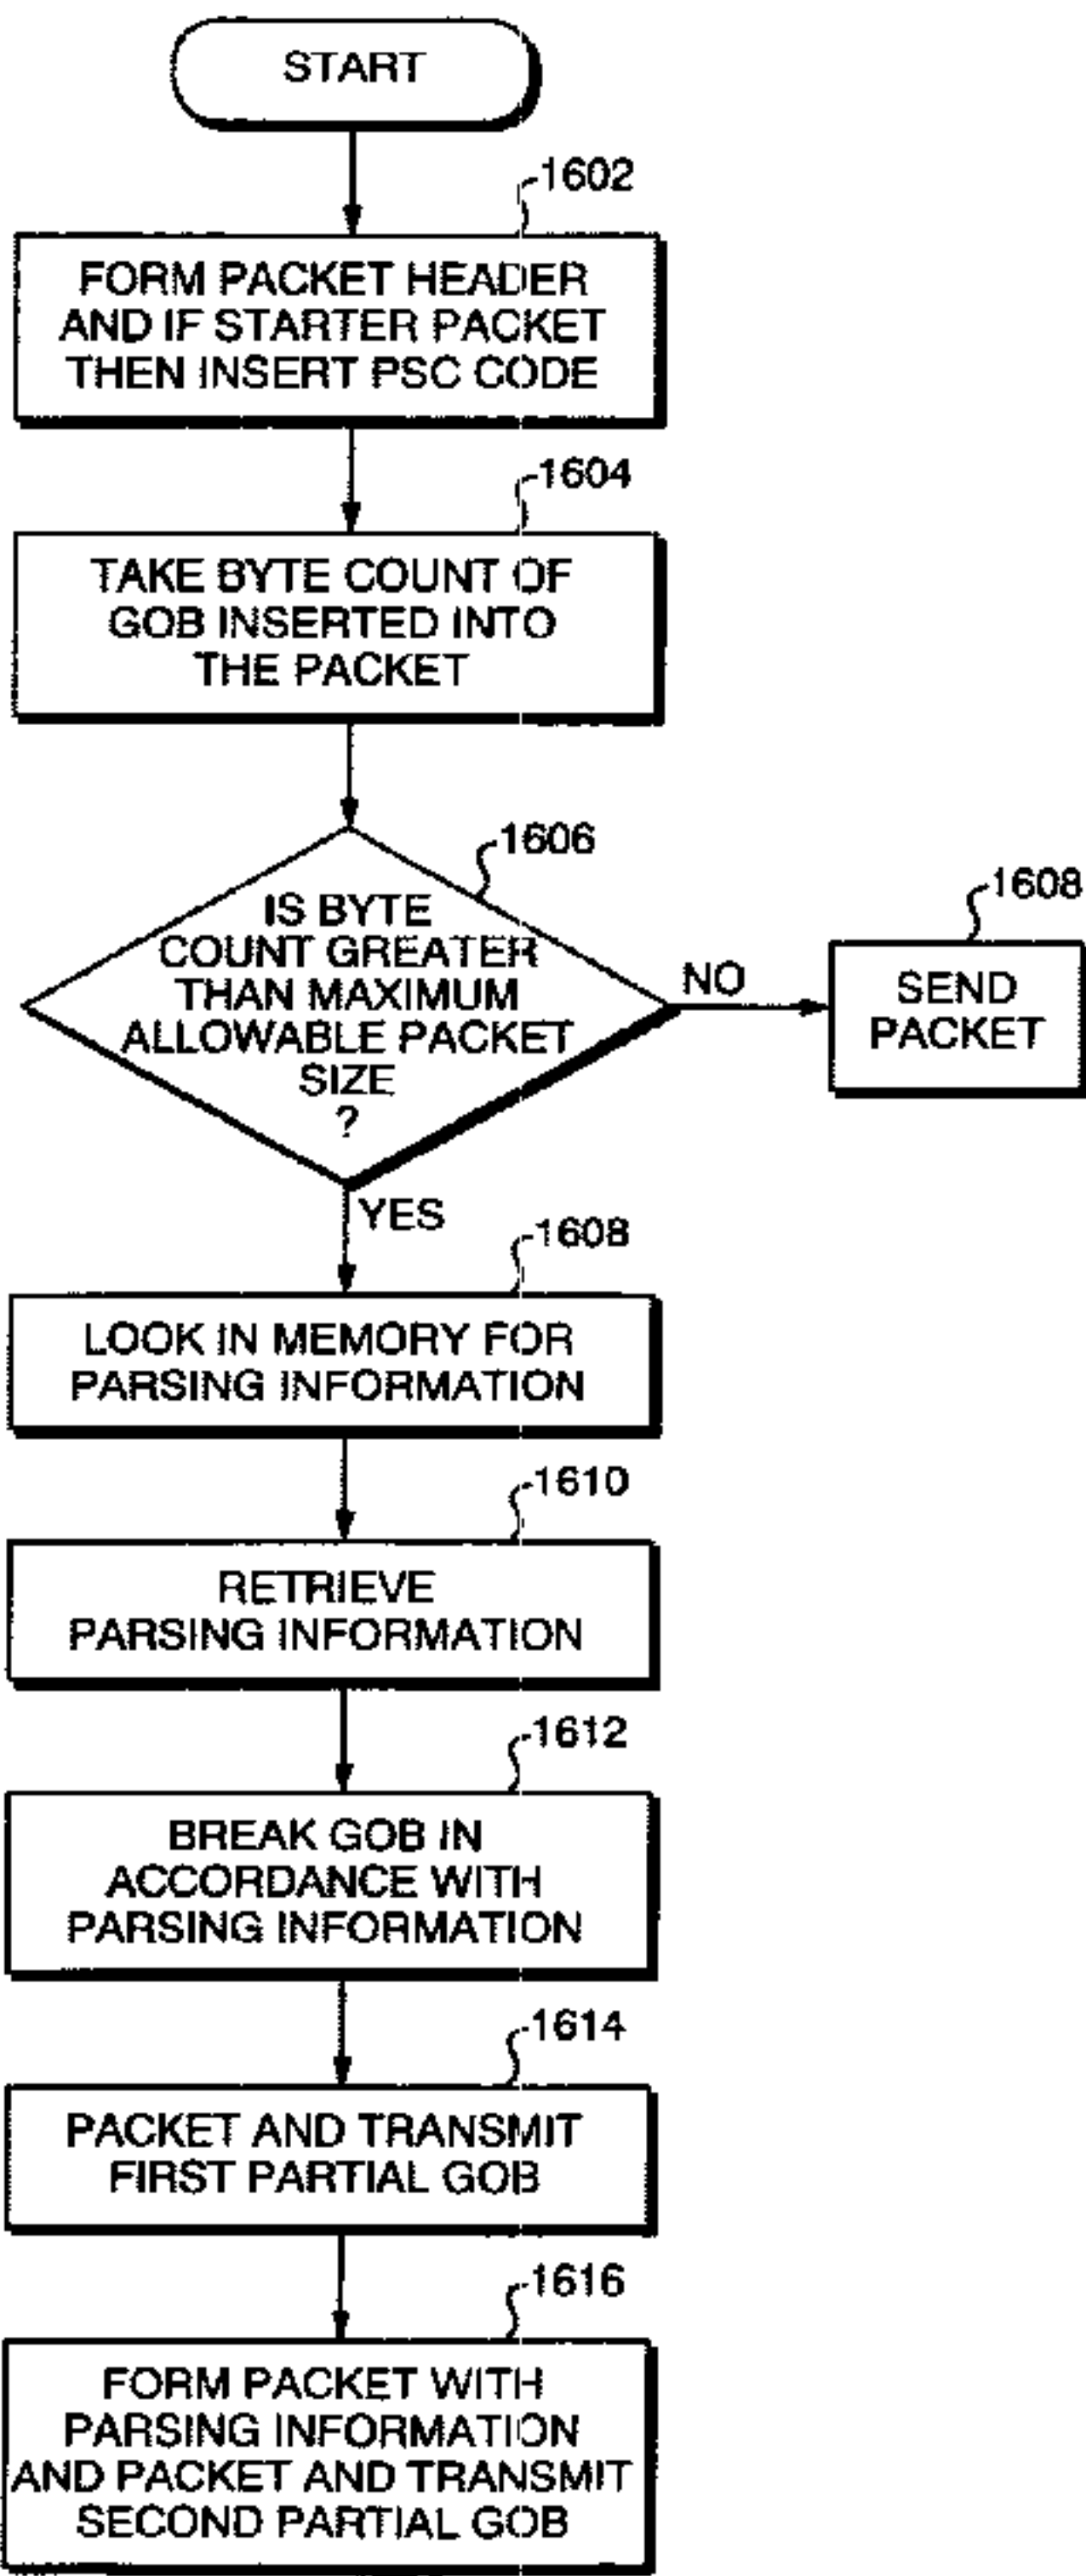 START
1602
FORM PACKET HEADER
AND IF STARTER PACKET
THEN INSERT PSC CODE
1604
TAKE BYTE COUNT OF
GOB INSERTED INTO
THE PACKET
1606
IS BYTE
COUNT GREATER
THAN MAXIMUM
ALLOWABLE PACKET
SIZE
?
NO
1608
SEND
PACKET
YES
1608
LOOK IN MEMORY FOR
PARSING INFORMATION
1610
RETRIEVE
PARSING INFORMATION
1612
BREAK GOB IN
ACCORDANCE WITH
PARSING INFORMATION
1614
PACKET AND TRANSMIT
FIRST PARTIAL GOB
1616
FORM PACKET WITH
PARSING INFORMATION
AND PACKET AND TRANSMIT
SECOND PARTIAL GOB